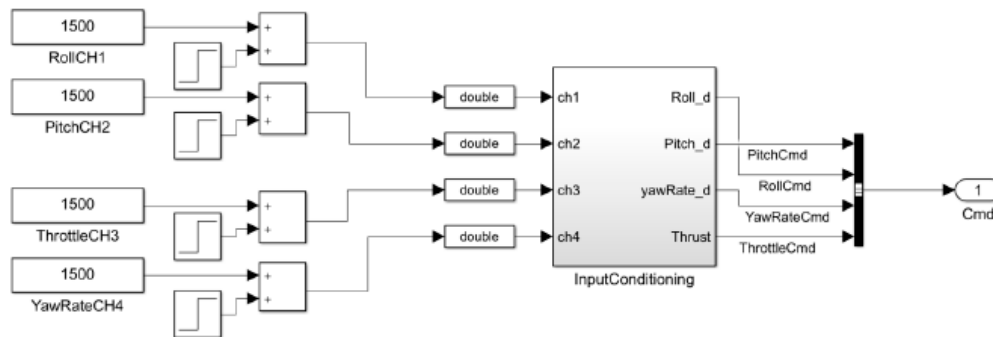 1500
RollCH1
+
+
1500
PitchCH2
+
+
1500
ThrottleCH3
+
+
1500
YawRateCH4
+
+
double
double
double
double
ch1
ch2
ch3
ch4
Roll_d
Pitch_d
yawRate_d
Thrust
InputConditioning
PitchCmd
RollCmd
YawRateCmd
ThrottleCmd
1
Cmd